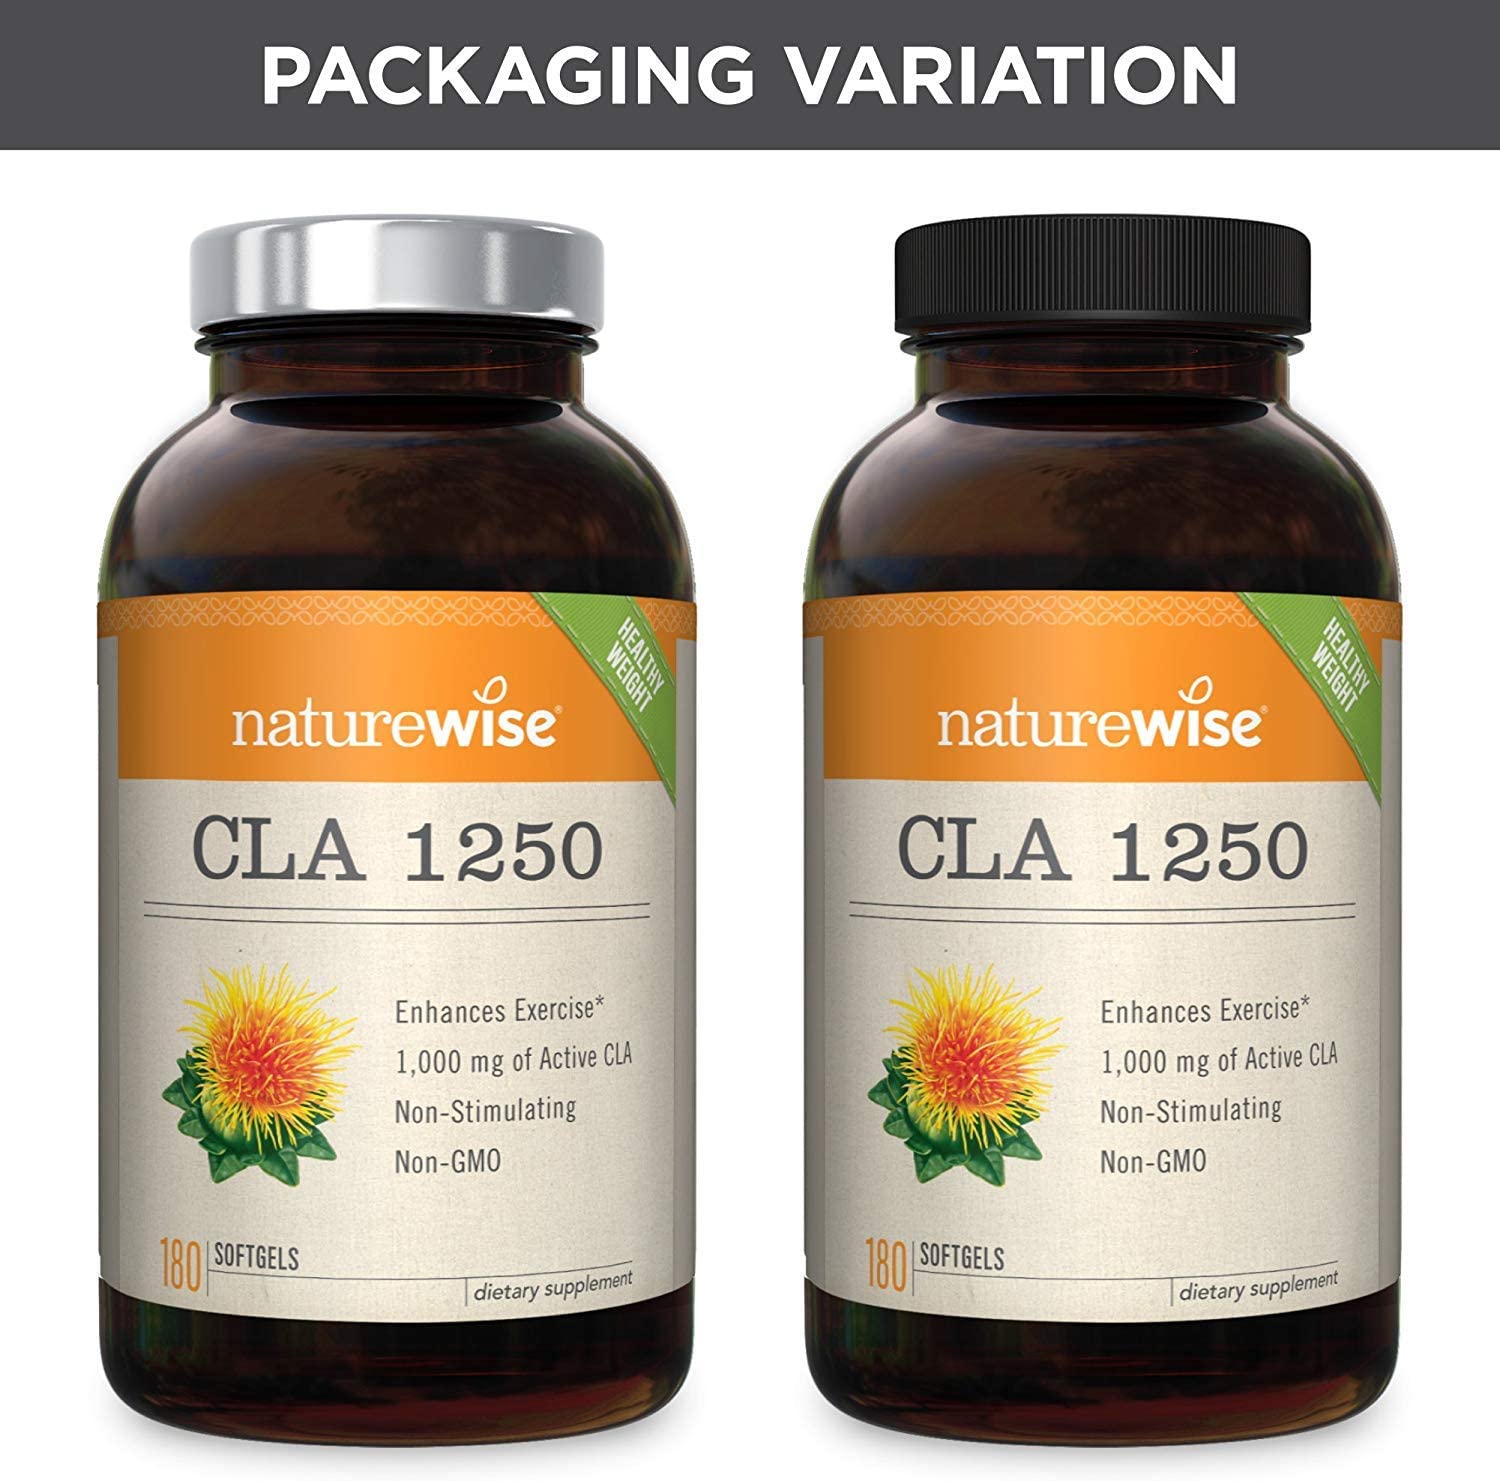 PACKAGING VARIATION
HEALTHY
WEIGHT
naturewise®
CLA 1250
Enhances Exercise*
1,000 mg of Active CLA
Non-Stimulating
Non-GMO
180 SOFTGELS
dietary supplement
HEALTHY
WEIGHT
naturewise®
CLA 1250
Enhances Exercise*
1,000 mg of Active CLA
Non-Stimulating
Non-GMO
180 SOFTGELS
dietary supplement